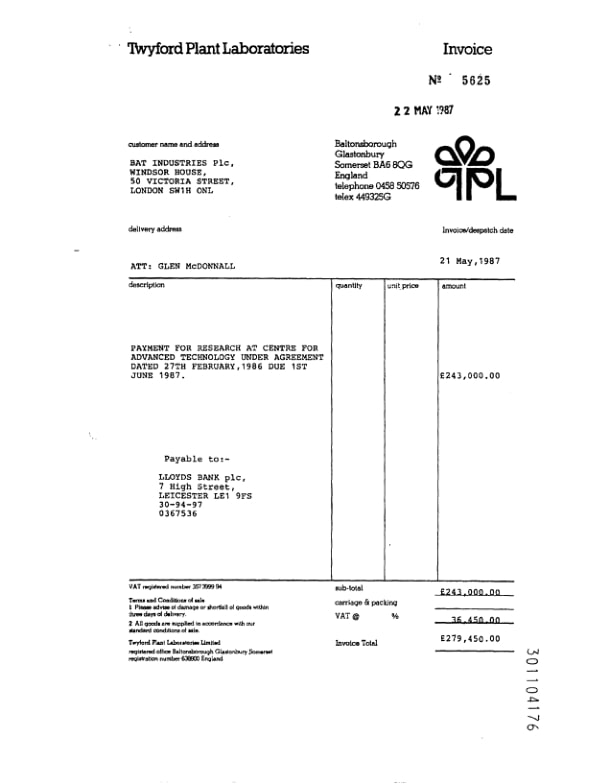 Twyford Plant Laboratories
Invoice
Nº 5625
22 MAY 1987
customer name and address
BAT INDUSTRIES Plc,
WINDSOR HOUSE,
50 VICTORIA STREET,
LONDON SW1H ONL
Baltonsborough
Glastonbury
Somerset BA6 8QG
England
telephone 0458 50576
telex 449325G
TPL
delivery address
Invoice/despatch date
ATT: GLEN McDONNALL
21 May,1987
description quantity unit price amount
PAYMENT FOR RESEARCH AT CENTRE FOR
ADVANCED TECHNOLOGY UNDER AGREEMENT
DATED 27TH FEBRUARY,1986 DUE 1ST
JUNE 1987. £243,000.00
Payable to:-
LLOYDS BANK plc,
7 High Street,
LEICESTER LE1 9FS
30-94-97
0367536
VAT registered number 357 3999 94
Terms and Conditions of sale
1 Please advise of damage or shortfall of goods within
three days of delivery.
2 All goods are supplied in accordance with our
standard conditions of sale.
Twyford Plant Laboratories Limited
registered office Baltonsborough Glastonbury Somerset
registration number 638600 England
sub-total £243,000.00
carriage & packing
VAT @ % 36,450.00
Invoice Total £279,450.00
301104176